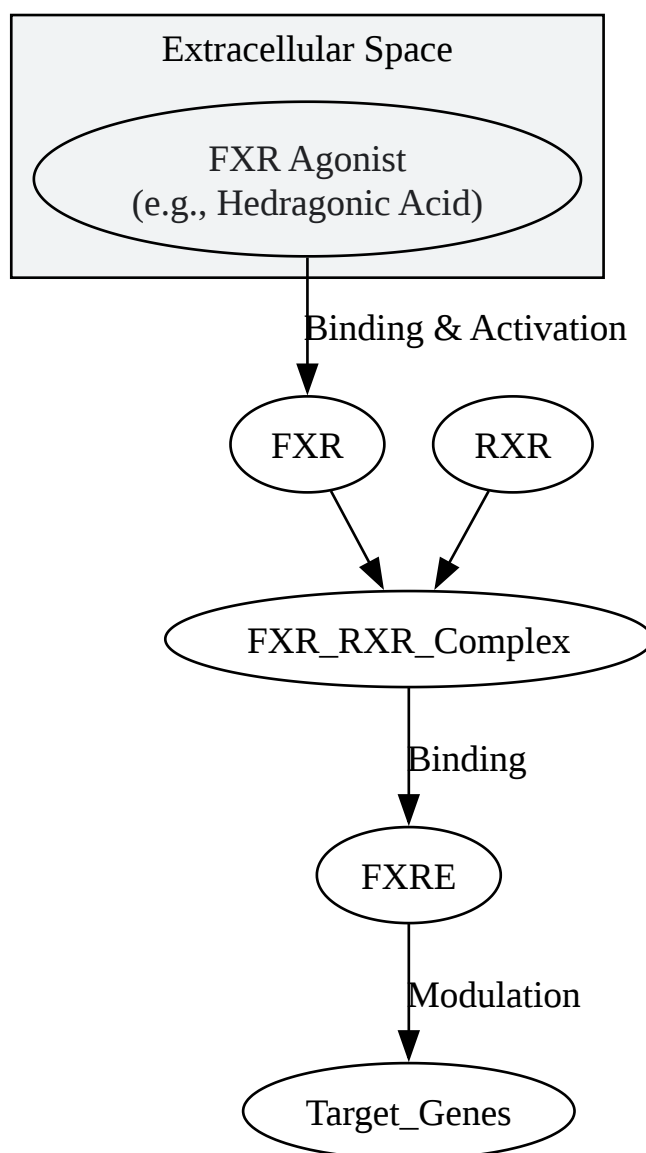 Extracellular Space
FXR Agonist
(e.g., Hedragonic Acid)
Binding & Activation
FXR
RXR
FXR_RXR_Complex
Binding
FXRE
Modulation
Target_Genes